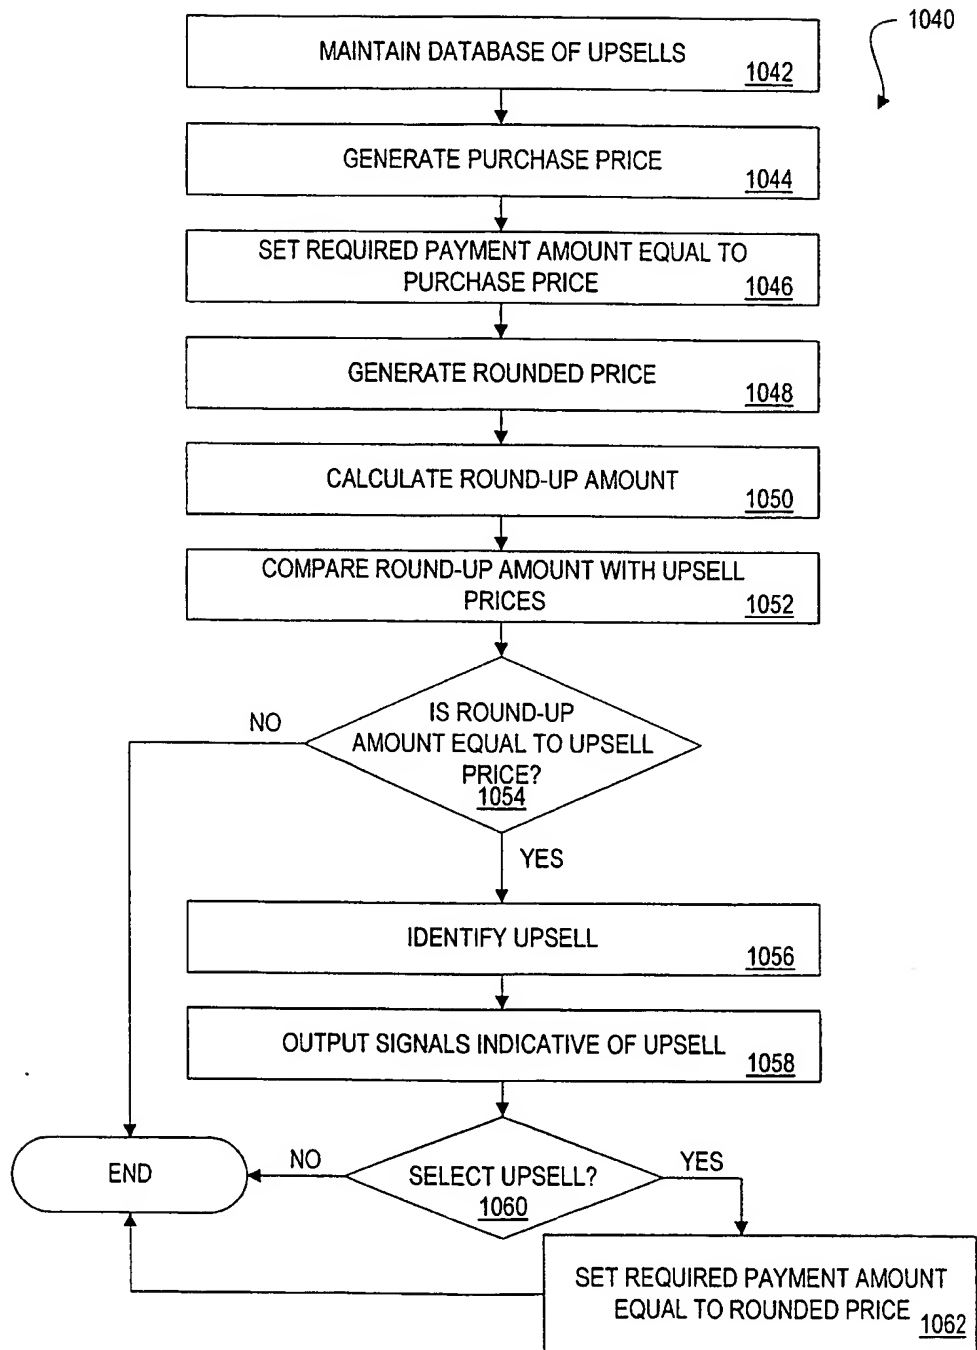 1040
MAINTAIN DATABASE OF UPSELLS
1042
GENERATE PURCHASE PRICE
1044
SET REQUIRED PAYMENT AMOUNT EQUAL TO
PURCHASE PRICE
1046
GENERATE ROUNDED PRICE
1048
CALCULATE ROUND-UP AMOUNT
1050
COMPARE ROUND-UP AMOUNT WITH UPSELL
PRICES
1052
IS ROUND-UP
AMOUNT EQUAL TO UPSELL
PRICE?
1054
NO
YES
IDENTIFY UPSELL
1056
OUTPUT SIGNALS INDICATIVE OF UPSELL
1058
SELECT UPSELL?
1060
NO
YES
END
SET REQUIRED PAYMENT AMOUNT
EQUAL TO ROUNDED PRICE
1062